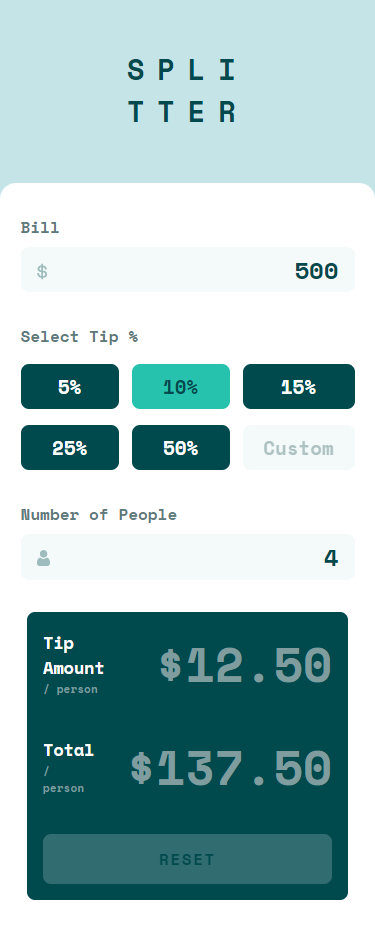 SPLI
TTER
Bill
$ 500
Select Tip %
5% 10% 15%
25% 50% Custom
Number of People
4
Tip
Amount
/ person
$12.50
Total
/
person
$137.50
RESET